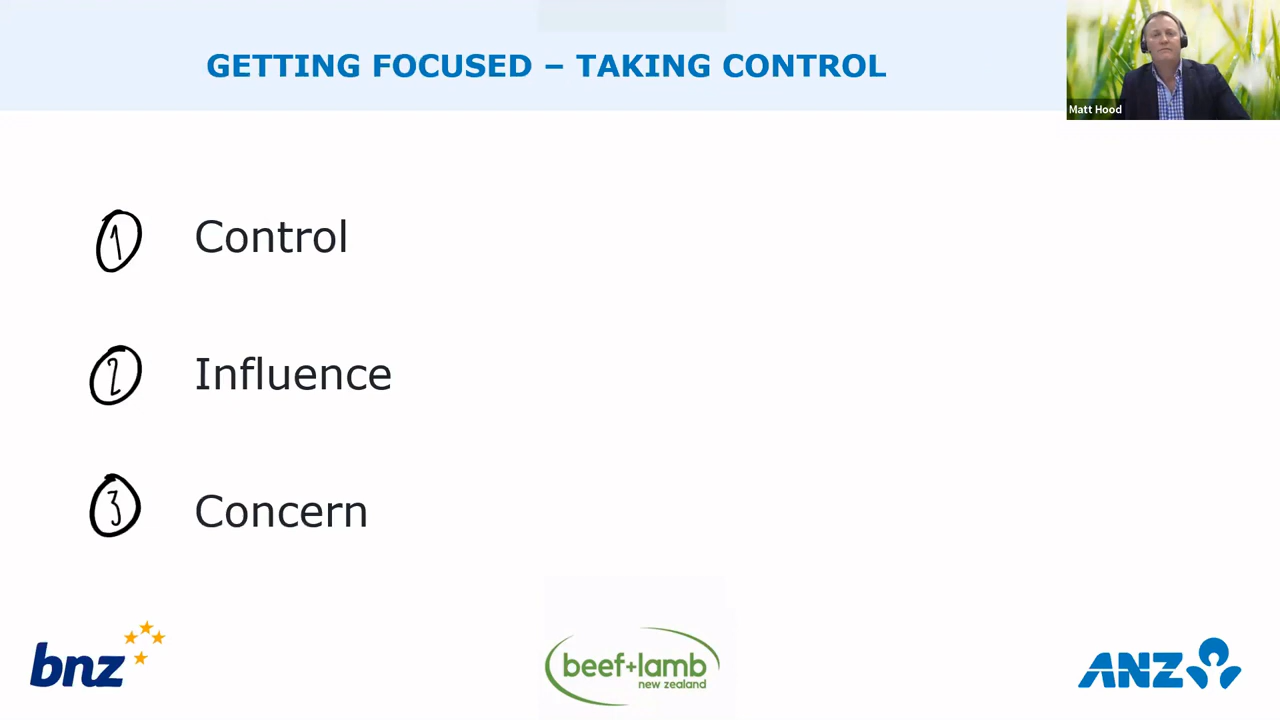 GETTING FOCUSED – TAKING CONTROL
Matt Hood
1 Control
2 Influence
3 Concern
bnz
beef+lamb
new zealand
ANZ